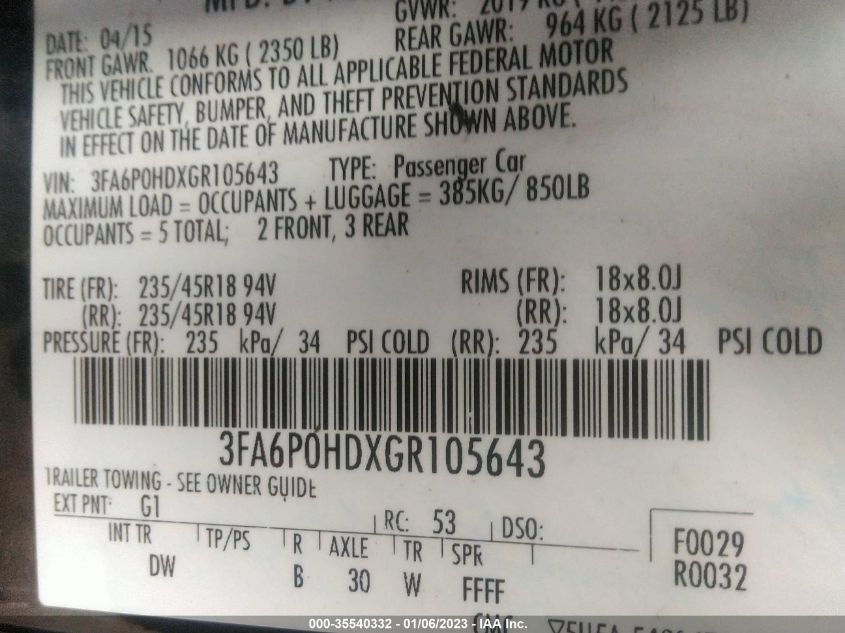 MFD. BY
GVWR: 2019 KG
DATE: 04/15
FRONT GAWR: 1066 KG ( 2350 LB) REAR GAWR: 964 KG ( 2125 LB)
THIS VEHICLE CONFORMS TO ALL APPLICABLE FEDERAL MOTOR
VEHICLE SAFETY, BUMPER, AND THEFT PREVENTION STANDARDS
IN EFFECT ON THE DATE OF MANUFACTURE SHOWN ABOVE.
VIN: 3FA6P0HDXGR105643 TYPE: Passenger Car
MAXIMUM LOAD = OCCUPANTS + LUGGAGE = 385KG/ 850LB
OCCUPANTS = 5 TOTAL; 2 FRONT, 3 REAR
TIRE (FR): 235/45R18 94V RIMS (FR): 18x8.0J
(RR): 235/45R18 94V (RR): 18x8.0J
PRESSURE (FR): 235 kPa/ 34 PSI COLD (RR): 235 kPa/ 34 PSI COLD
3FA6P0HDXGR105643
TRAILER TOWING - SEE OWNER GUIDE
EXT PNT: G1 RC: 53 DSO:
INT TR TP/PS R AXLE TR SPR F0029
DW B 30 W FFFF R0032
000-35540332 - 01/06/2023 - IAA Inc.